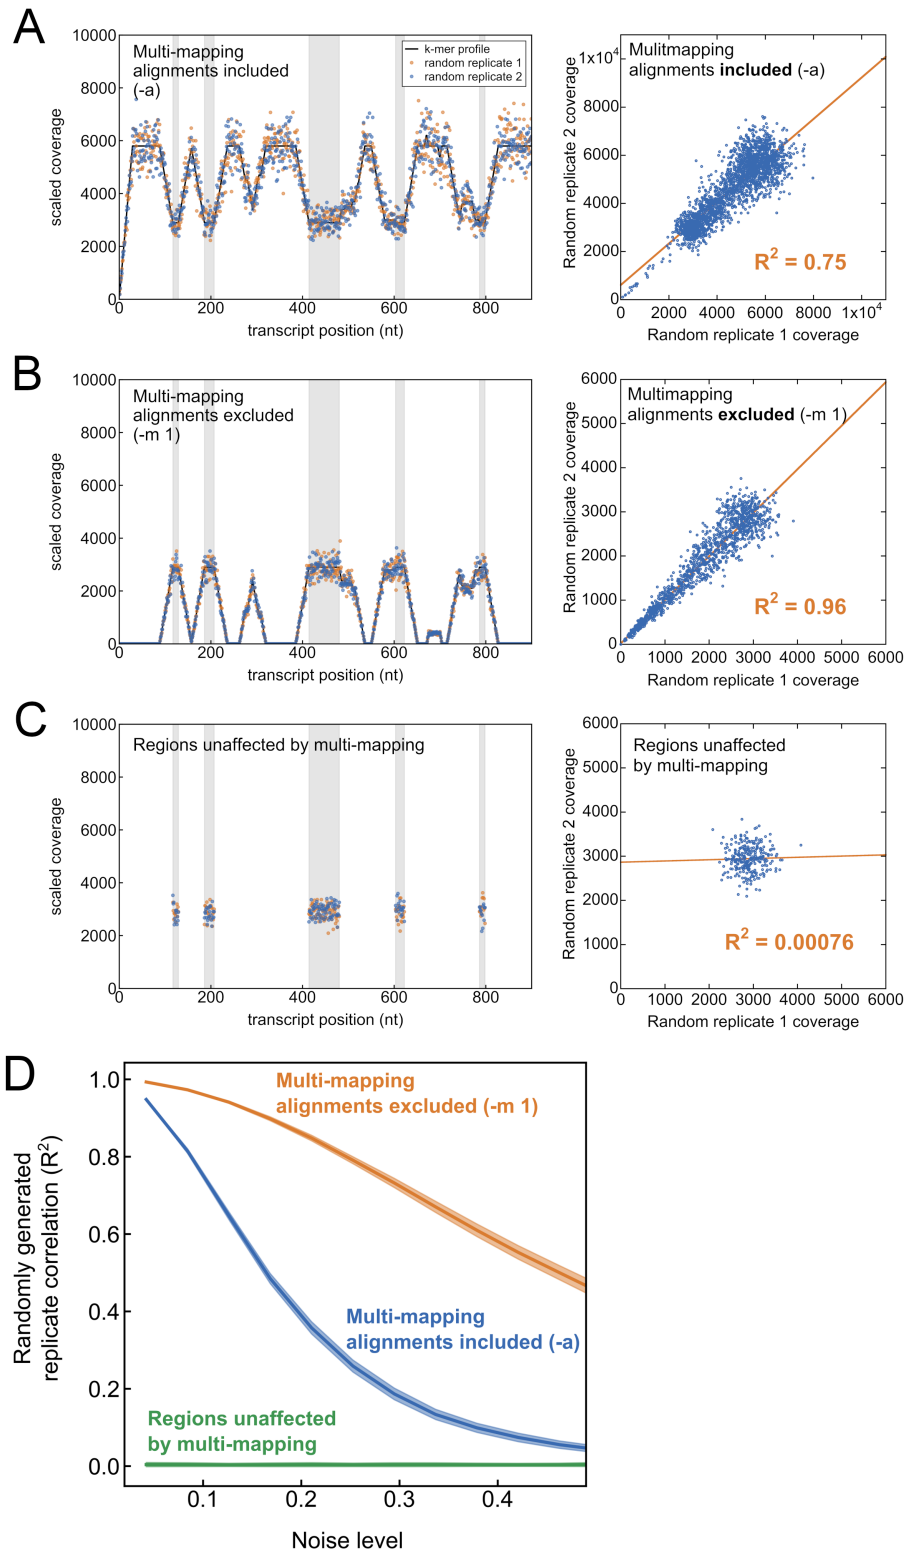 A
10000
8000
6000
4000
2000
0
scaled coverage
Multi-mapping
alignments included
(-a)
k-mer profile
random replicate 1
random replicate 2
0
200
400
600
800
transcript position (nt)
1x10⁴
8000
6000
4000
2000
0
Random replicate 2 coverage
Mulitmapping
alignments included (-a)
R² = 0.75
0
2000
4000
6000
8000
1x10⁴
Random replicate 1 coverage
B
10000
8000
6000
4000
2000
0
scaled coverage
Multi-mapping
alignments excluded
(-m 1)
0
200
400
600
800
transcript position (nt)
6000
5000
4000
3000
2000
1000
0
Random replicate 2 coverage
Multimapping
alignments excluded (-m 1)
R² = 0.96
0
1000
2000
3000
4000
5000
6000
Random replicate 1 coverage
C
10000
8000
6000
4000
2000
0
scaled coverage
Regions unaffected by multi-mapping
0
200
400
600
800
transcript position (nt)
6000
5000
4000
3000
2000
1000
0
Random replicate 2 coverage
Regions unaffected
by multi-mapping
R² = 0.00076
0
1000
2000
3000
4000
5000
6000
Random replicate 1 coverage
D
1.0
0.8
0.6
0.4
0.2
0.0
Randomly generated
replicate correlation (R²)
Multi-mapping
alignments excluded (-m 1)
Multi-mapping
alignments included (-a)
Regions unaffected
by multi-mapping
0.1
0.2
0.3
0.4
Noise level